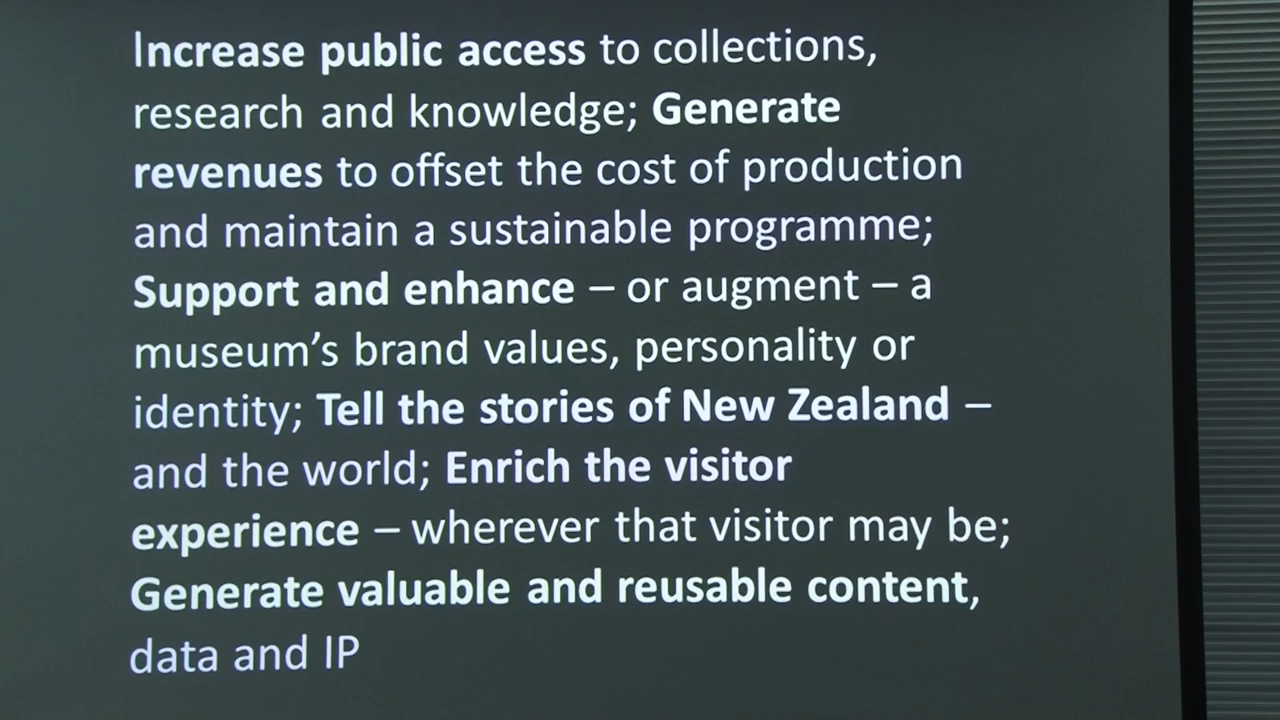 Increase public access to collections,
research and knowledge; Generate
revenues to offset the cost of production
and maintain a sustainable programme;
Support and enhance – or augment – a
museum’s brand values, personality or
identity; Tell the stories of New Zealand –
and the world; Enrich the visitor
experience – wherever that visitor may be;
Generate valuable and reusable content,
data and IP